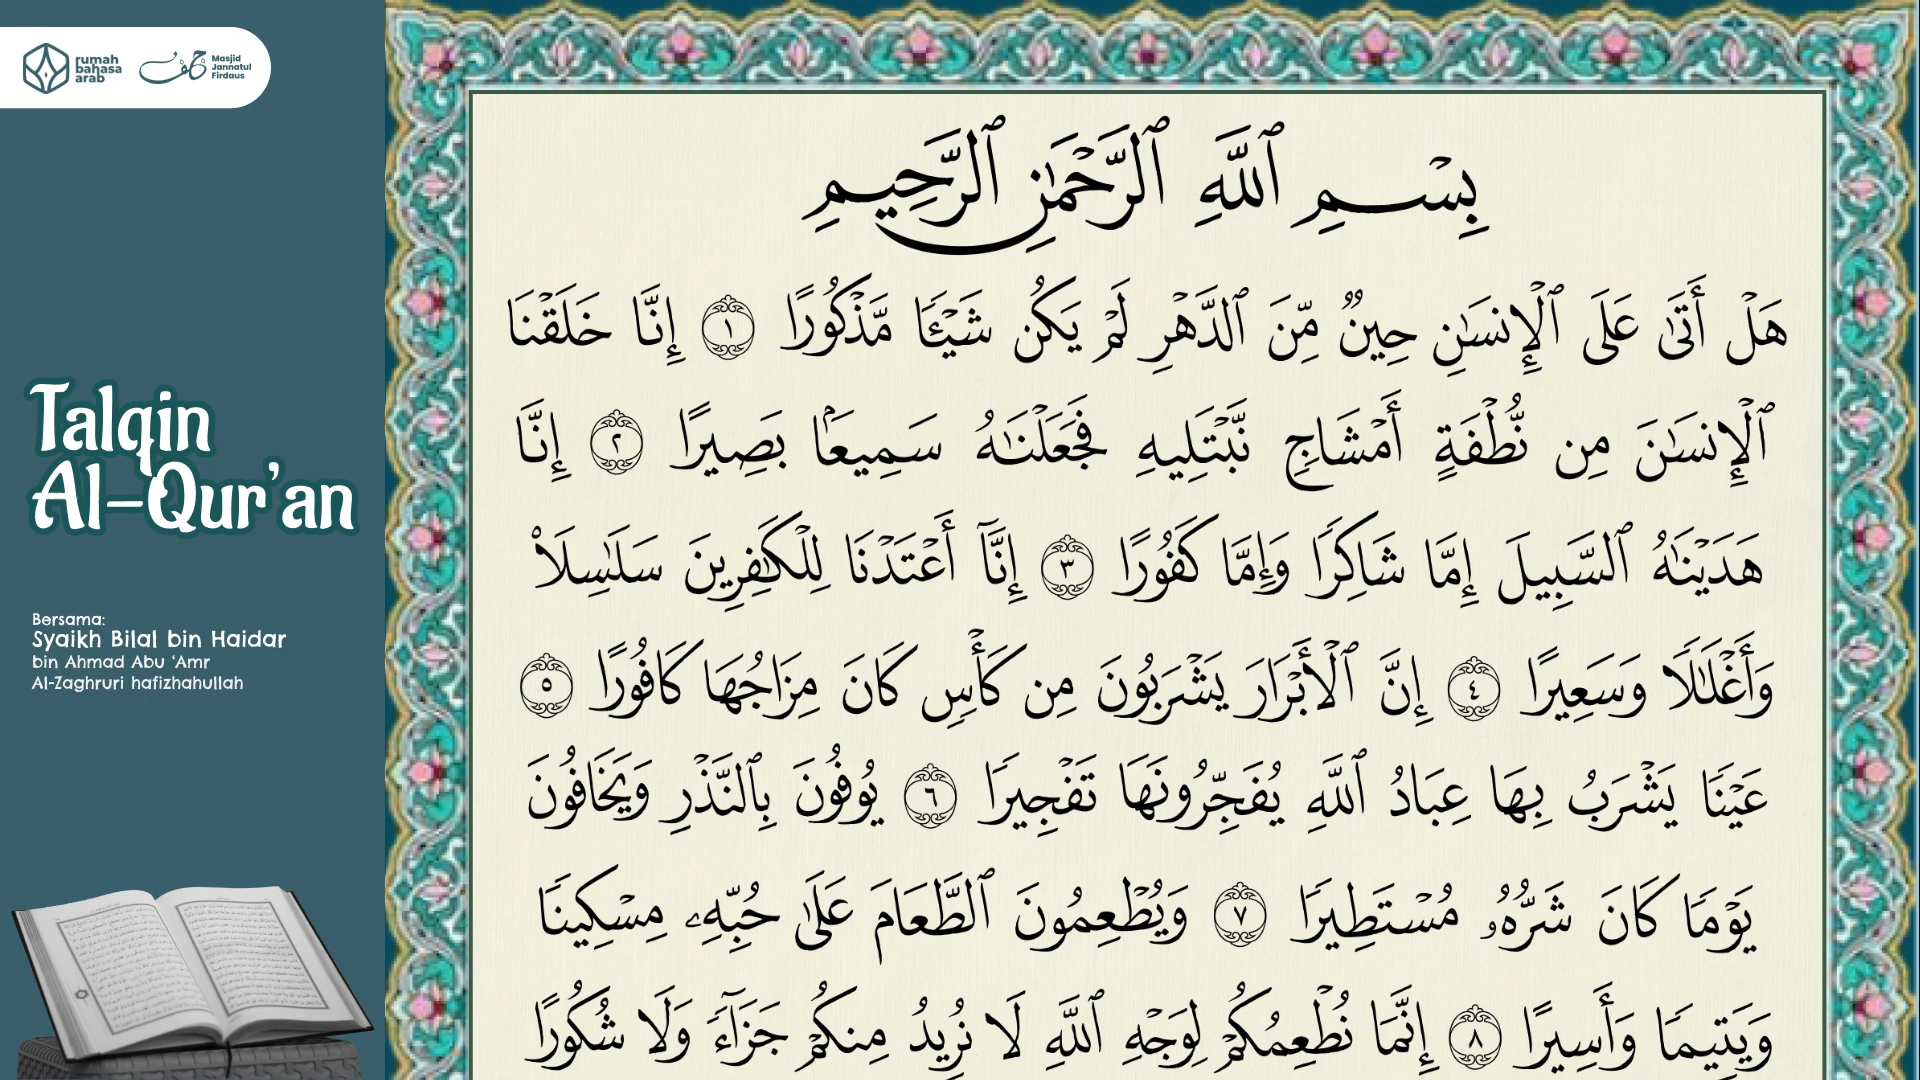 rumah
bahasa
arab
Masjid
Jannatul
Firdaus
Talqin
Al-Qur'an
Bersama:
Syaikh Bilal bin Haidar
bin Ahmad Abu ‘Amr
Al-Zaghruri hafizhahullah
بِسْمِ ٱللَّهِ ٱلرَّحْمَٰنِ ٱلرَّحِيمِ
هَلْ أَتَىٰ عَلَى ٱلْإِنسَٰنِ حِينٌ مِّنَ ٱلدَّهْرِ لَمْ يَكُن شَيْـًٔا مَّذْكُورًا ١ إِنَّا خَلَقْنَا
ٱلْإِنسَٰنَ مِن نُّطْفَةٍ أَمْشَاجٍ نَّبْتَلِيهِ فَجَعَلْنَٰهُ سَمِيعًۢا بَصِيرًا ٢ إِنَّا
هَدَيْنَٰهُ ٱلسَّبِيلَ إِمَّا شَاكِرًا وَإِمَّا كَفُورًا ٣ إِنَّآ أَعْتَدْنَا لِلْكَٰفِرِينَ سَلَٰسِلَا۟
وَأَغْلَٰلًا وَسَعِيرًا ٤ إِنَّ ٱلْأَبْرَارَ يَشْرَبُونَ مِن كَأْسٍ كَانَ مِزَاجُهَا كَافُورًا ٥
عَيْنًا يَشْرَبُ بِهَا عِبَادُ ٱللَّهِ يُفَجِّرُونَهَا تَفْجِيرًا ٦ يُوفُونَ بِٱلنَّذْرِ وَيَخَافُونَ
يَوْمًا كَانَ شَرُّهُۥ مُسْتَطِيرًا ٧ وَيُطْعِمُونَ ٱلطَّعَامَ عَلَىٰ حُبِّهِۦ مِسْكِينًا
وَيَتِيمًا وَأَسِيرًا ٨ إِنَّمَا نُطْعِمُكُمْ لِوَجْهِ ٱللَّهِ لَا نُرِيدُ مِنكُمْ جَزَآءً وَلَا شُكُورًا